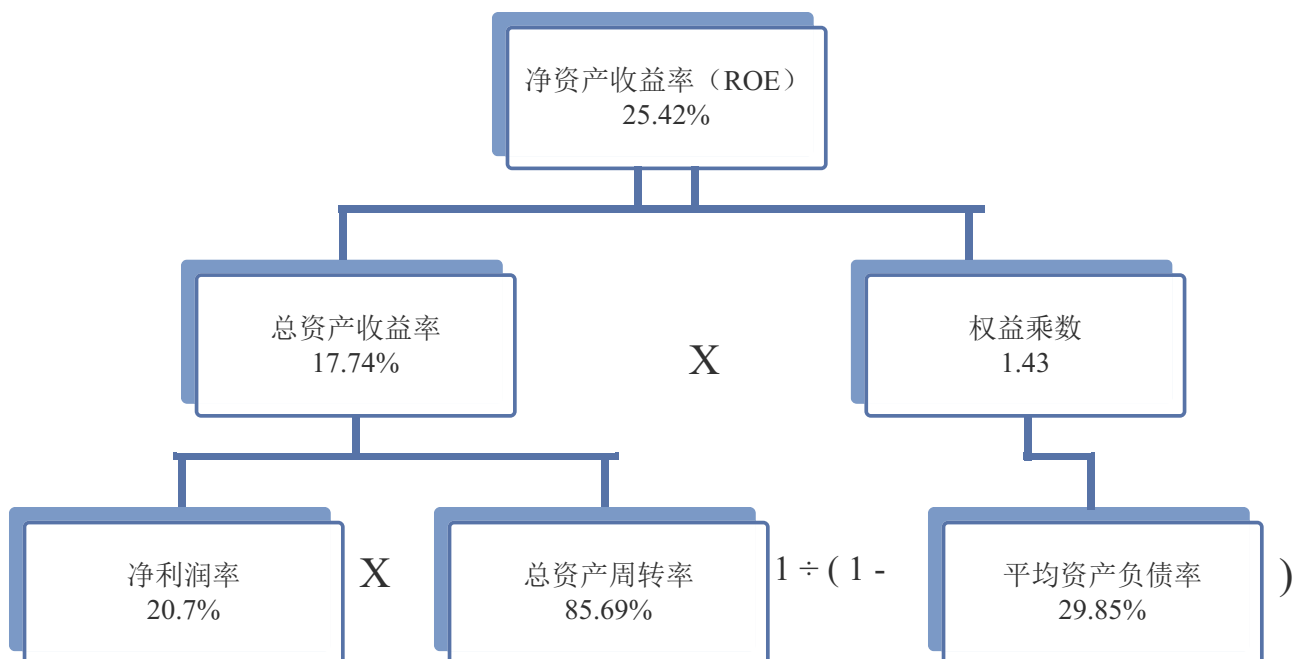 净资产收益率（ROE）
25.42%
总资产收益率
17.74%
X
权益乘数
1.43
净利润率
20.7%
X
总资产周转率
85.69%
1 ÷ ( 1 -
平均资产负债率
29.85%
)